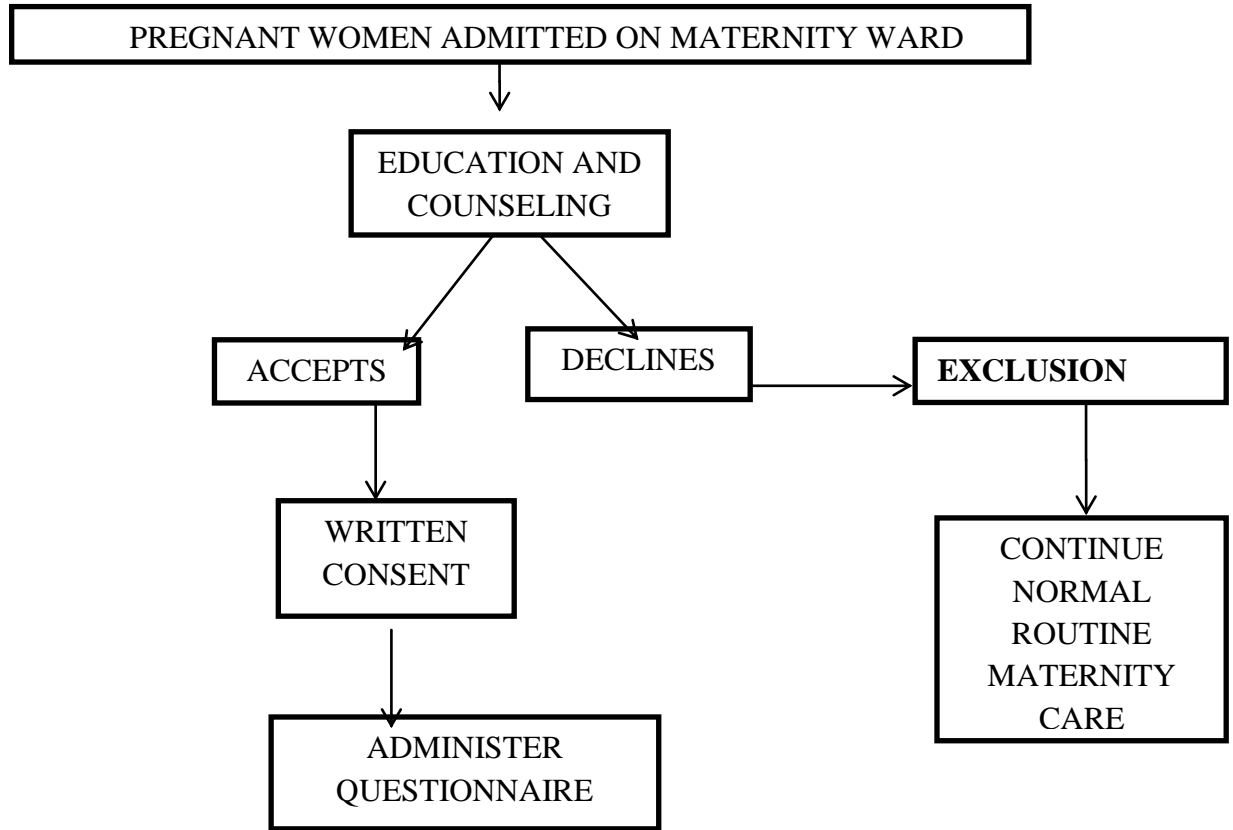 PREGNANT WOMEN ADMITTED ON MATERNITY WARD
EDUCATION AND
COUNSELING
ACCEPTS
DECLINES
EXCLUSION
WRITTEN
CONSENT
CONTINUE
NORMAL
ROUTINE
MATERNITY
CARE
ADMINISTER
QUESTIONNAIRE